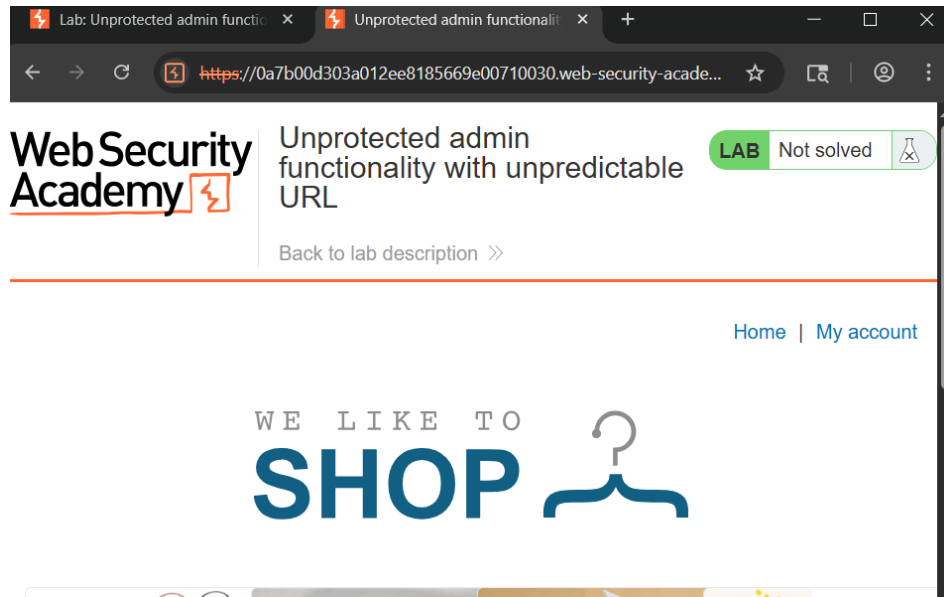 Lab: Unprotected admin functio
Unprotected admin functionalit
https://0a7b00d303a012ee8185669e00710030.web-security-acade...
Web Security
Academy
Unprotected admin
functionality with unpredictable
URL
LAB Not solved
Back to lab description
Home | My account
WE LIKE TO
SHOP